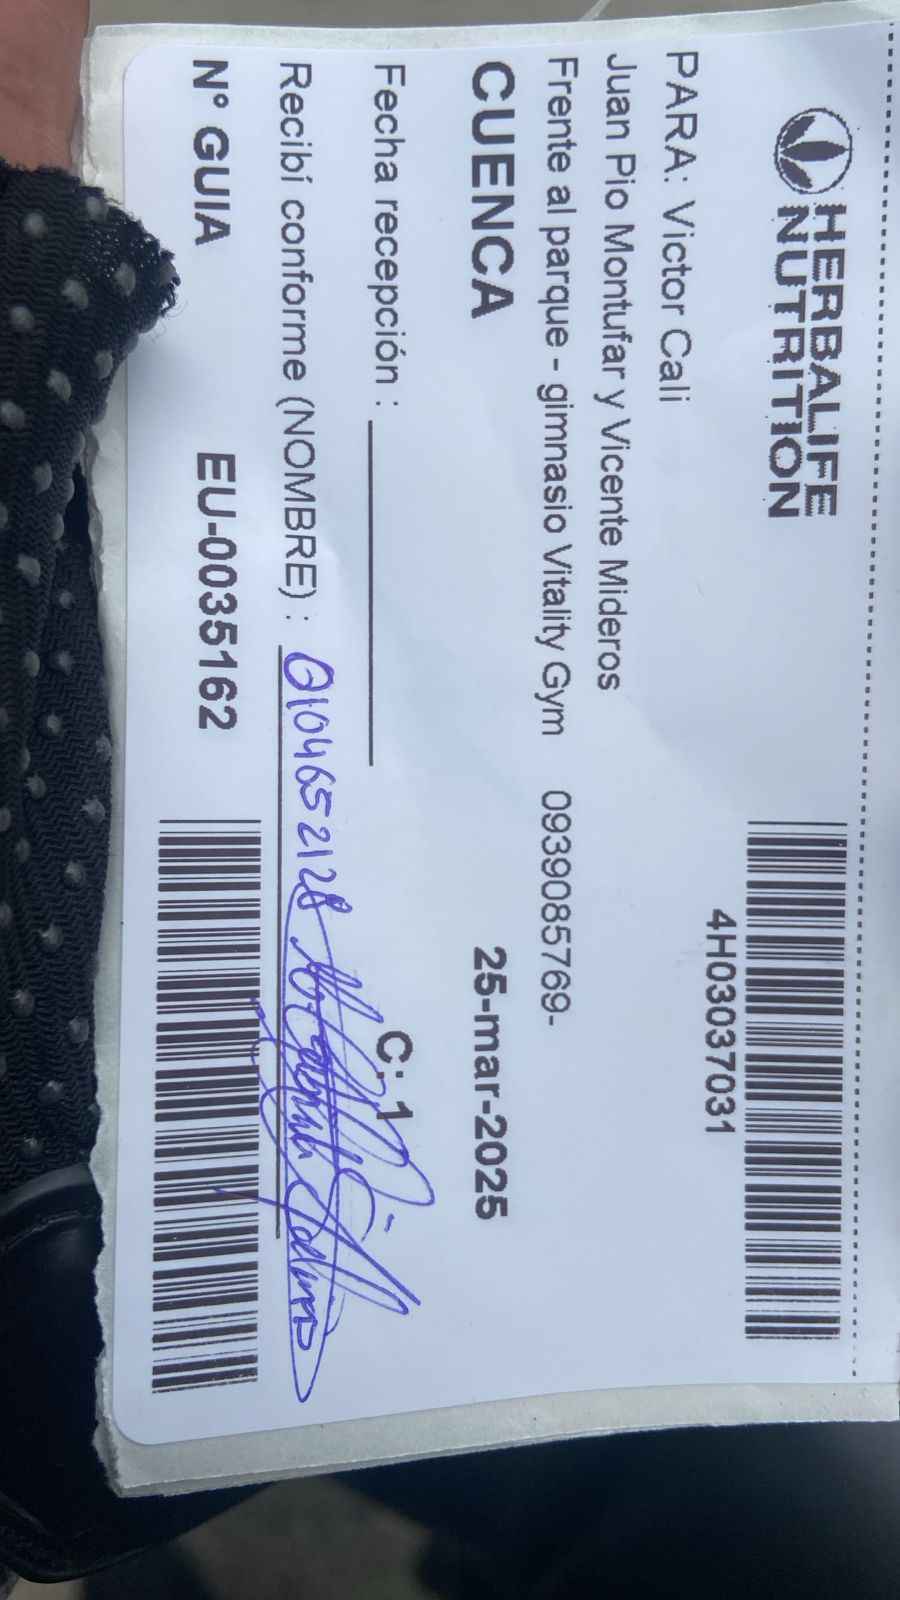 HERBALIFE
NUTRITION
4H03037031
PARA: Victor Cali
Juan Pio Montufar y Vicente Mideros
Frente al parque - gimnasio Vitality Gym 0939085769-
CUENCA 25-mar-2025
Fecha recepción : C: 1
Recibí conforme (NOMBRE) : 0104652128
N° GUIA EU-0035162